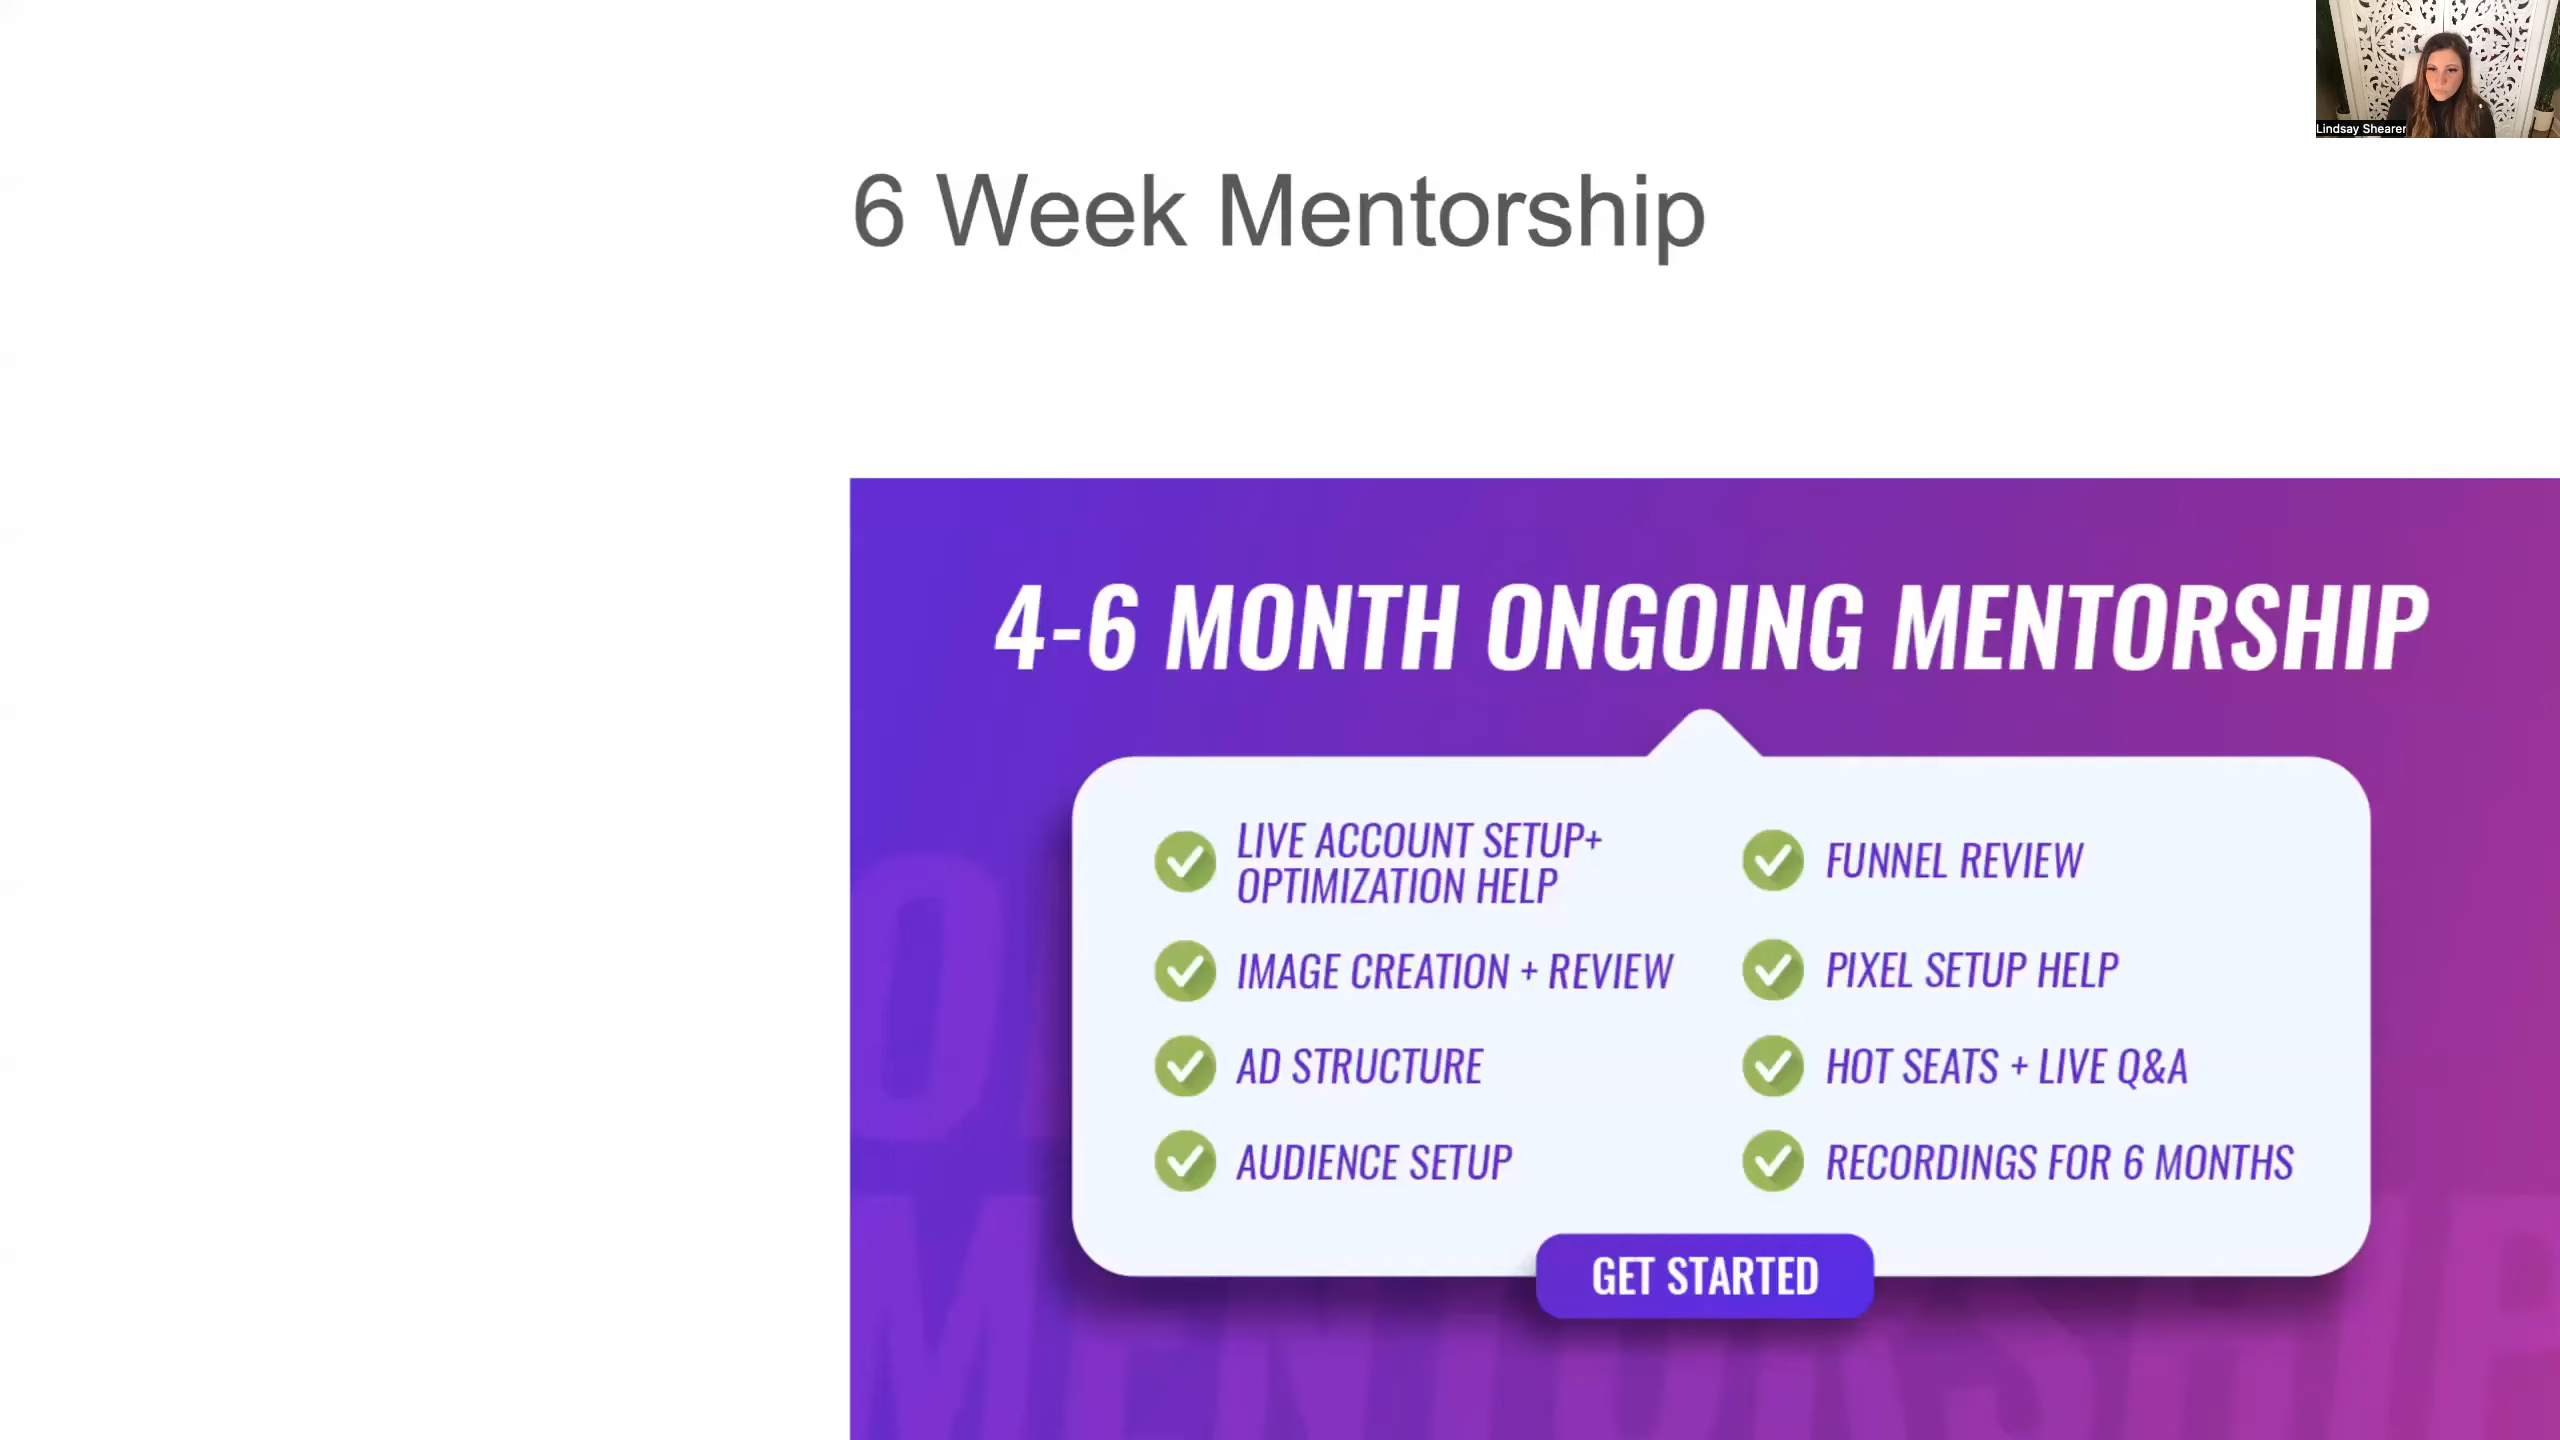 Lindsay Shearer
6 Week Mentorship
4-6 MONTH ONGOING MENTORSHIP
LIVE ACCOUNT SETUP+
OPTIMIZATION HELP
IMAGE CREATION + REVIEW
AD STRUCTURE
AUDIENCE SETUP
FUNNEL REVIEW
PIXEL SETUP HELP
HOT SEATS + LIVE Q&A
RECORDINGS FOR 6 MONTHS
GET STARTED
MENTORSHIP